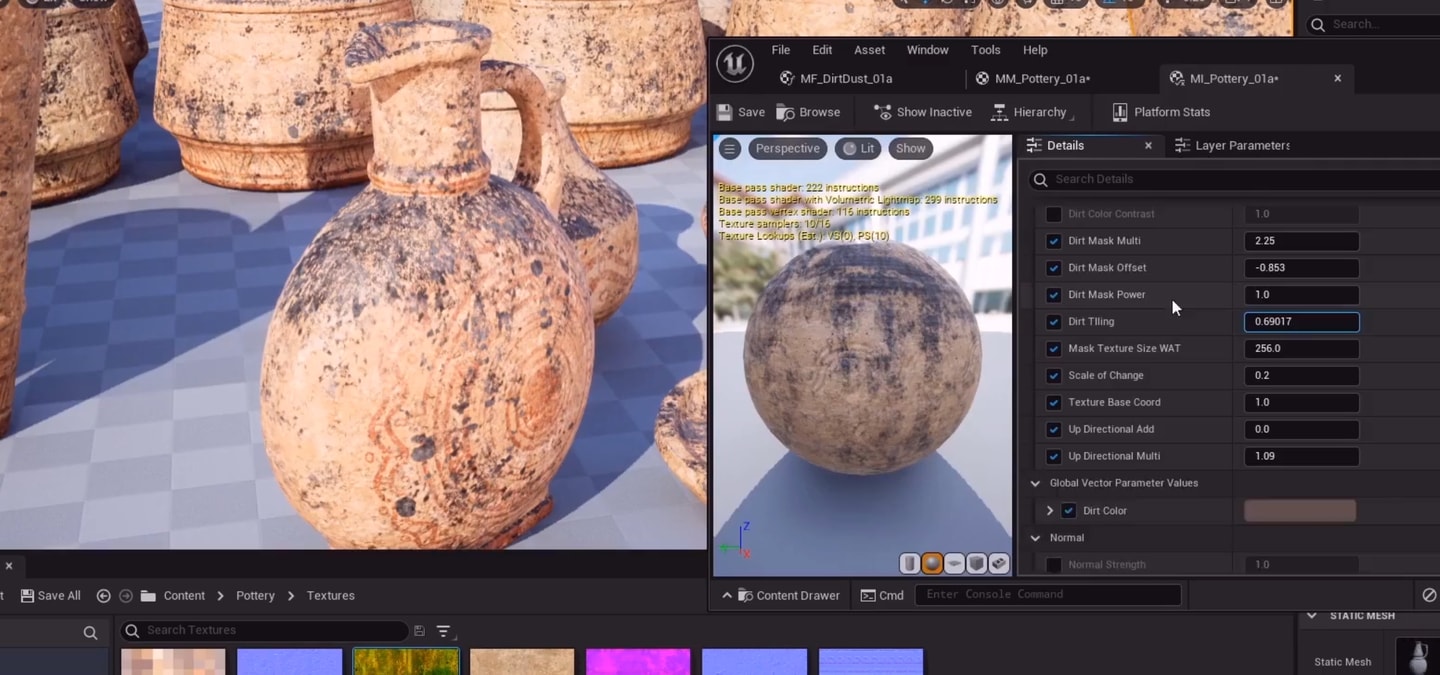 Search...
File Edit Asset Window Tools Help
MF_DirtDust_01a MM_Pottery_01a* MI_Pottery_01a*
Save Browse Show Inactive Hierarchy Platform Stats
Perspective Lit Show
Details Layer Parameters
Search Details
Base pass shader: 222 instructions
Base pass shader with Volumetric Lightmap: 299 instructions
Base pass vertex shader: 116 instructions
Texture samplers: 10/16
Texture Lookups (Est.): VS(0), PS(10)
Dirt Color Contrast 1.0
Dirt Mask Multi 2.25
Dirt Mask Offset -0.853
Dirt Mask Power 1.0
Dirt TIling 0.69017
Mask Texture Size WAT 256.0
Scale of Change 0.2
Texture Base Coord 1.0
Up Directional Add 0.0
Up Directional Multi 1.09
Global Vector Parameter Values
Dirt Color
Normal
Normal Strength 1.0
Z
X
Content Drawer Cmd Enter Console Command
Save All Content Pottery Textures
Search Textures
STATIC MESH
Static Mesh